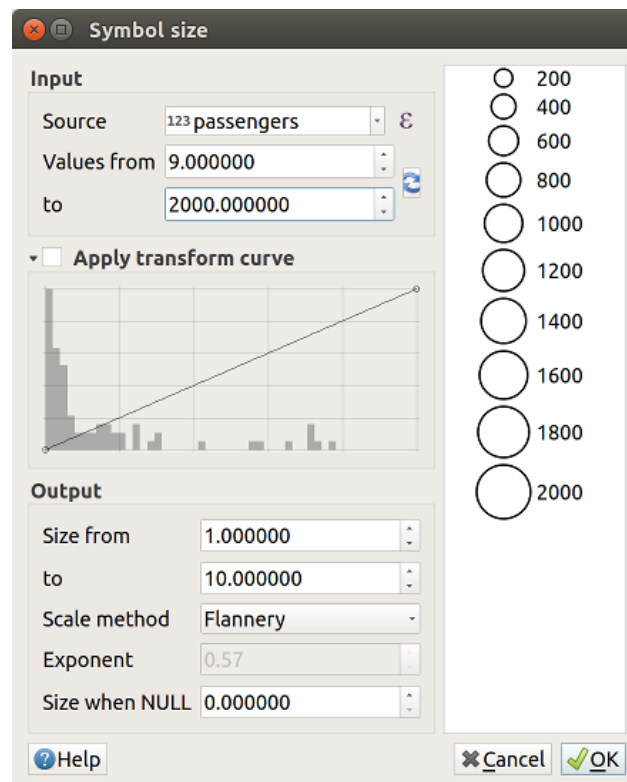 Symbol size
Input
Source 123 passengers ε
Values from 9.000000
to 2000.000000
Apply transform curve
Output
Size from 1.000000
to 10.000000
Scale method Flannery
Exponent 0.57
Size when NULL 0.000000
Help
200
400
600
800
1000
1200
1400
1600
1800
2000
Cancel OK